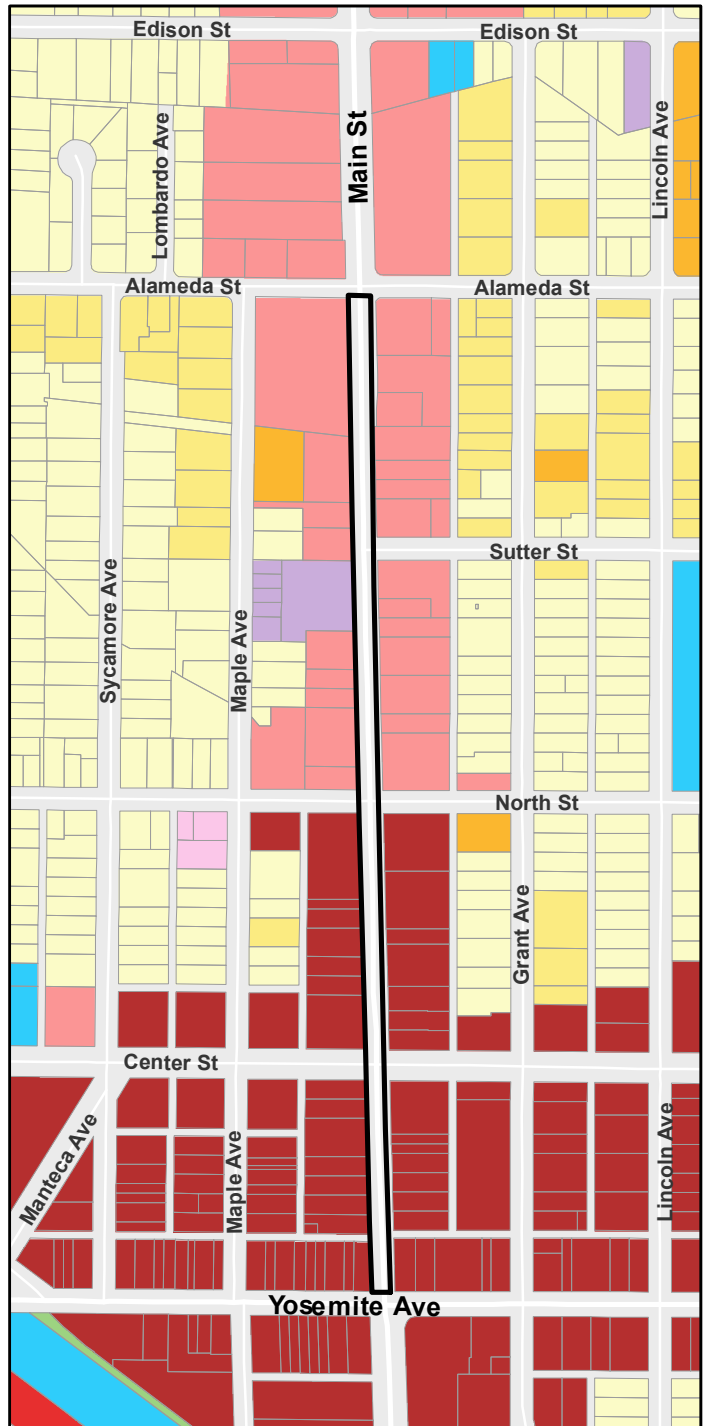 Edison St
Edison St
Main St
Lombardo Ave
Lincoln Ave
Alameda St
Alameda St
Sutter St
Sycamore Ave
Maple Ave
North St
Grant Ave
Center St
Manteca Ave
Maple Ave
Lincoln Ave
Yosemite Ave